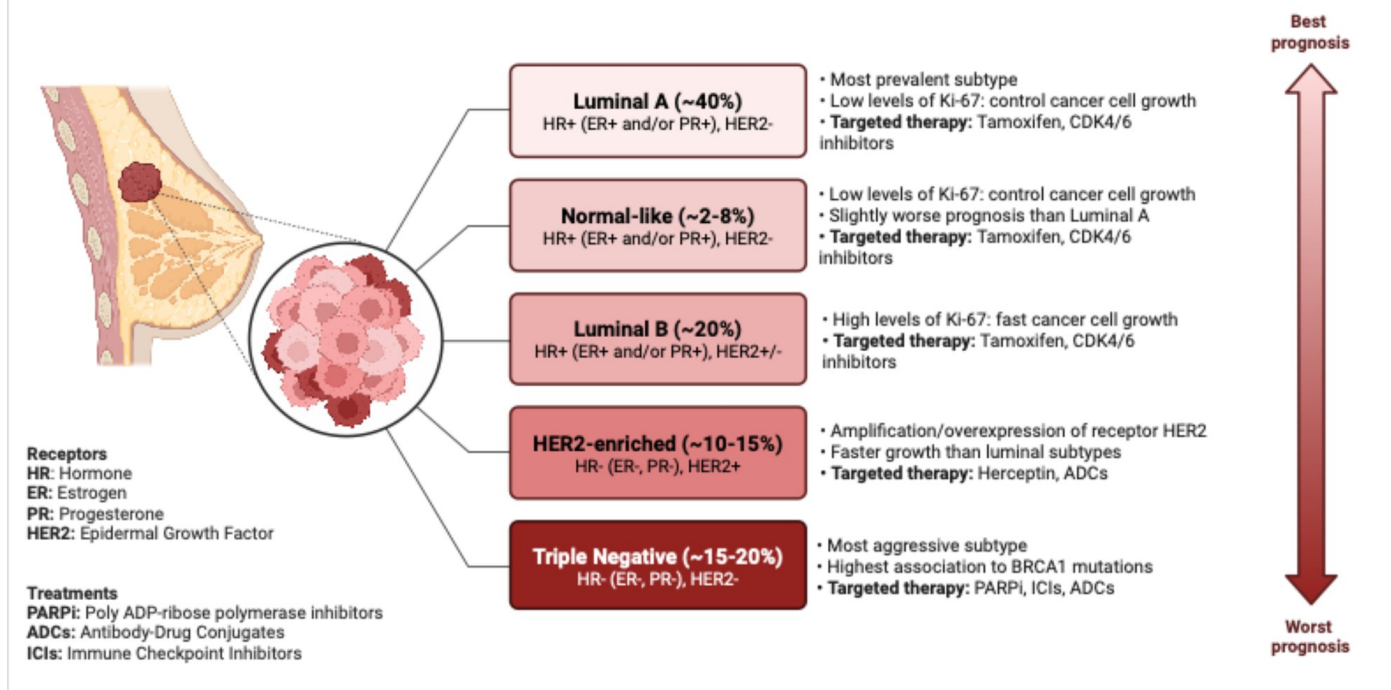 Best
prognosis
Luminal A (~40%)
HR+ (ER+ and/or PR+), HER2-
• Most prevalent subtype
• Low levels of Ki-67: control cancer cell growth
• Targeted therapy: Tamoxifen, CDK4/6
inhibitors
Normal-like (~2-8%)
HR+ (ER+ and/or PR+), HER2-
• Low levels of Ki-67: control cancer cell growth
• Slightly worse prognosis than Luminal A
• Targeted therapy: Tamoxifen, CDK4/6
inhibitors
Luminal B (~20%)
HR+ (ER+ and/or PR+), HER2+/-
• High levels of Ki-67: fast cancer cell growth
• Targeted therapy: Tamoxifen, CDK4/6
inhibitors
HER2-enriched (~10-15%)
HR- (ER-, PR-), HER2+
• Amplification/overexpression of receptor HER2
• Faster growth than luminal subtypes
• Targeted therapy: Herceptin, ADCs
Triple Negative (~15-20%)
HR- (ER-, PR-), HER2-
• Most aggressive subtype
• Highest association to BRCA1 mutations
• Targeted therapy: PARPi, ICIs, ADCs
Worst
prognosis
Receptors
HR: Hormone
ER: Estrogen
PR: Progesterone
HER2: Epidermal Growth Factor
Treatments
PARPi: Poly ADP-ribose polymerase inhibitors
ADCs: Antibody-Drug Conjugates
ICIs: Immune Checkpoint Inhibitors